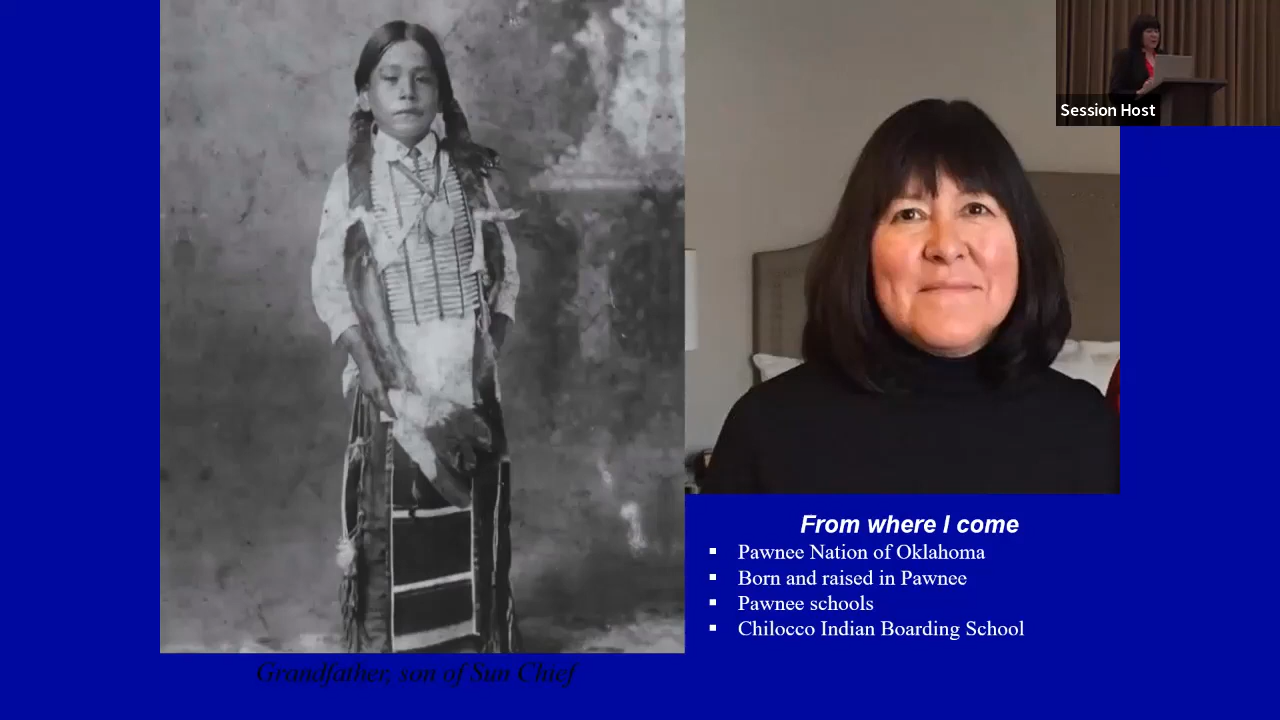 Session Host
From where I come
▪ Pawnee Nation of Oklahoma
▪ Born and raised in Pawnee
▪ Pawnee schools
▪ Chilocco Indian Boarding School
Grandfather, son of Sun Chief